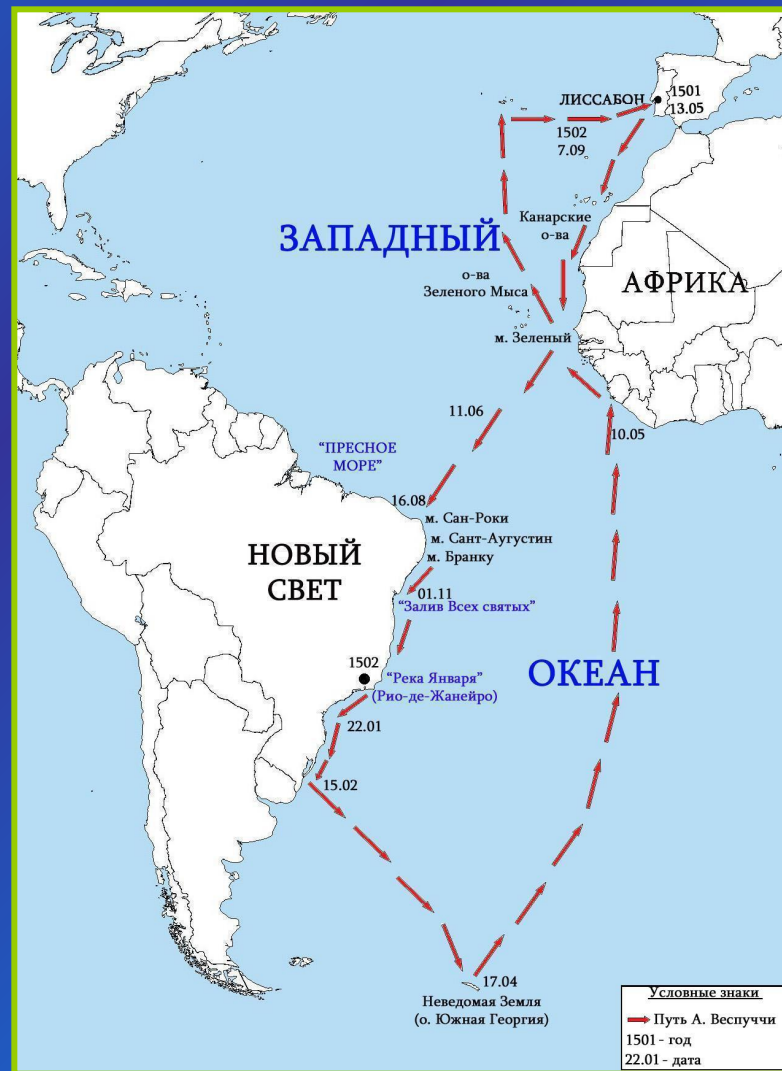 ЛИССАБОН
1501
13.05
1502
7.09
Канарские
о-ва
ЗАПАДНЫЙ
о-ва
Зеленого Мыса
АФРИКА
м. Зеленый
11.06
10.05
“ПРЕСНОЕ
МОРЕ”
16.08
м. Сан-Роки
м. Сант-Аугустин
м. Бранку
НОВЫЙ
СВЕТ
01.11
“Залив Всех святых”
1502
“Река Января”
(Рио-де-Жанейро)
ОКЕАН
22.01
15.02
17.04
Неведомая Земля
(о. Южная Георгия)
Условные знаки
Путь А. Веспуччи
1501 - год
22.01 - дата